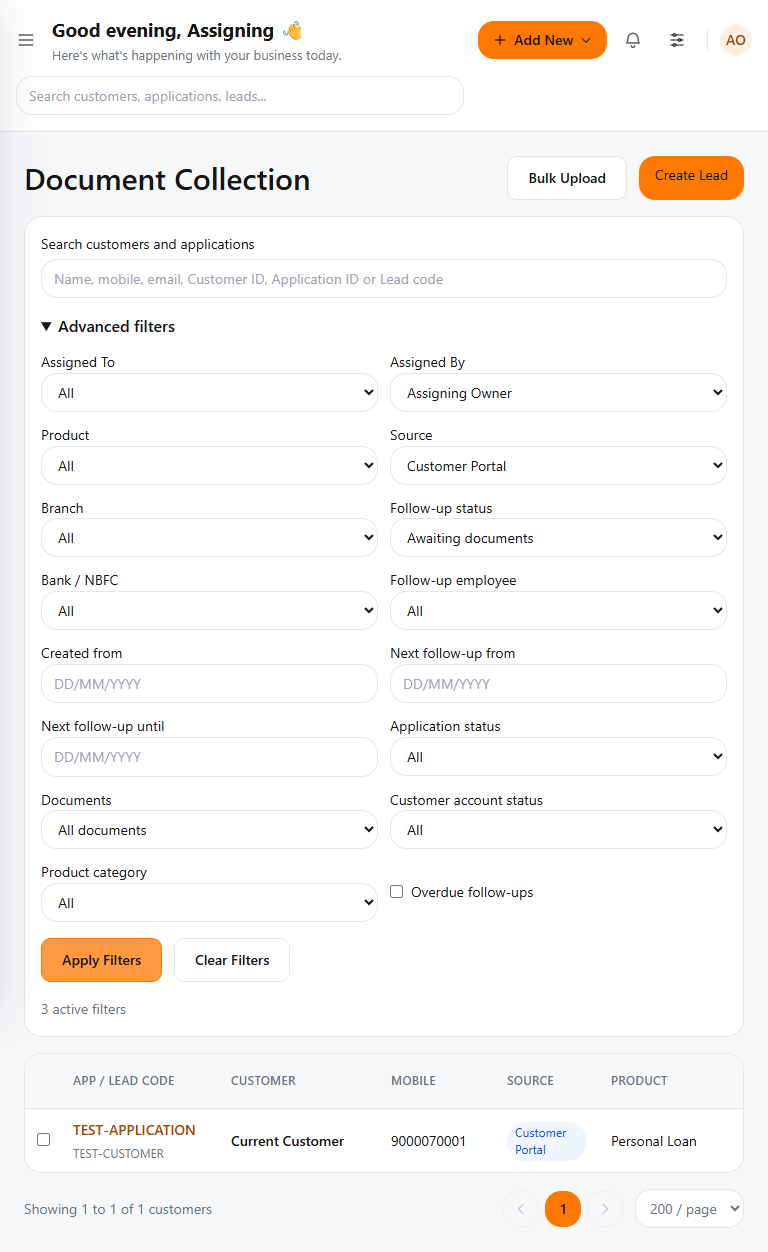 Good evening, Assigning 👋
Here's what's happening with your business today.
Add New
AO
Search customers, applications, leads...
Document Collection
Bulk Upload
Create Lead
Search customers and applications
Name, mobile, email, Customer ID, Application ID or Lead code
Advanced filters
Assigned To
Assigned By
All
Assigning Owner
Product
Source
All
Customer Portal
Branch
Follow-up status
All
Awaiting documents
Bank / NBFC
Follow-up employee
All
All
Created from
Next follow-up from
DD/MM/YYYY
DD/MM/YYYY
Next follow-up until
Application status
DD/MM/YYYY
All
Documents
Customer account status
All documents
All
Product category
All
Overdue follow-ups
Apply Filters
Clear Filters
3 active filters
APP / LEAD CODE
CUSTOMER
MOBILE
SOURCE
PRODUCT
TEST-APPLICATION
TEST-CUSTOMER
Current Customer
9000070001
Customer
Portal
Personal Loan
Showing 1 to 1 of 1 customers
1
200 / page